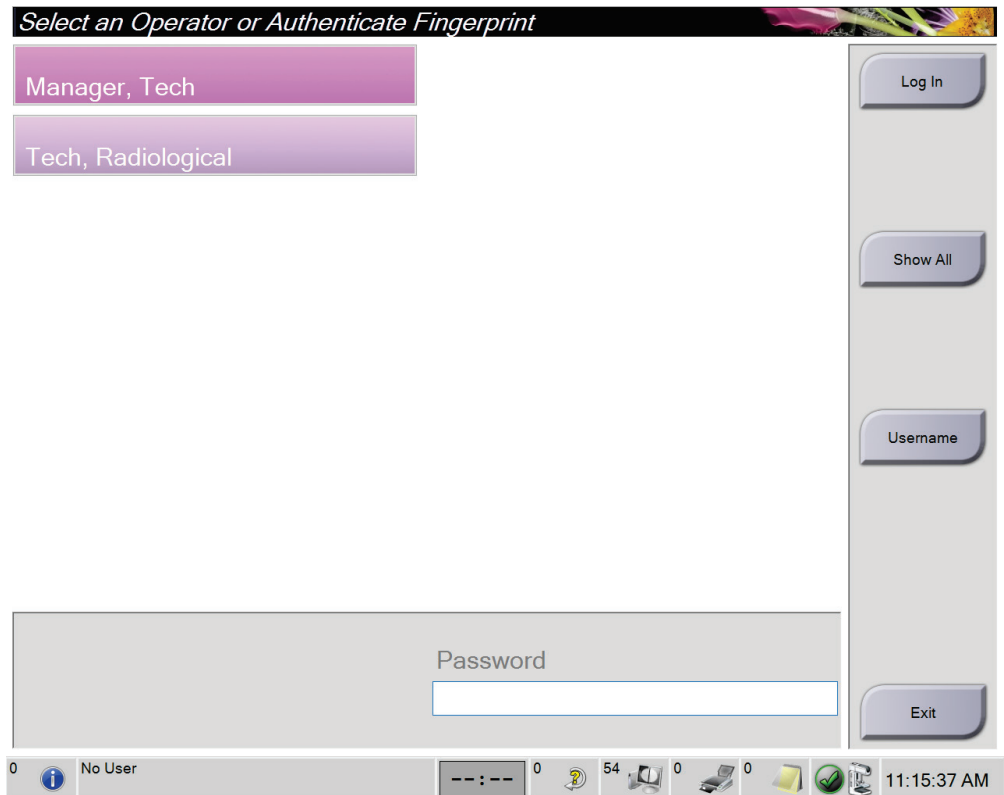 Select an Operator or Authenticate Fingerprint
Manager, Tech
Log In
Tech, Radiological
Show All
Username
Password
Exit
0
No User
--:--
0
54
0
0
11:15:37 AM